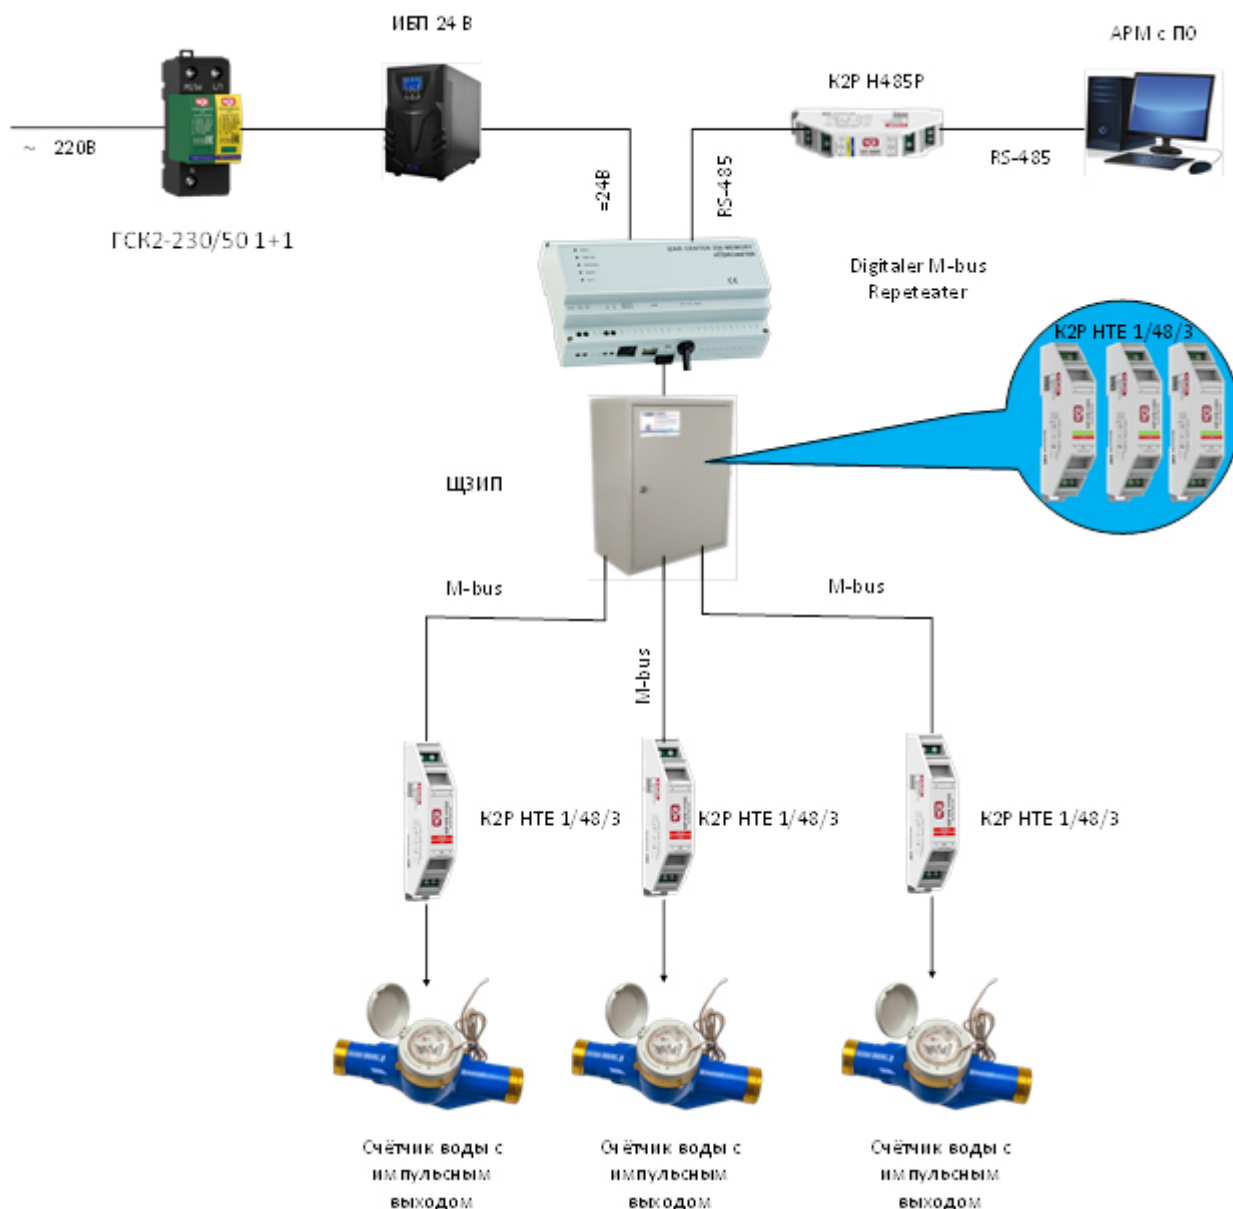 ИБП 24 В
АРМ с ПО
К2Р Н485Р
~ 220В
RS-485
=24В
RS-485
ГСК2-230/50 1+1
Digitaler M-bus
Repeteater
К2Р НТЕ 1/48/3
ЩЗИП
M-bus
M-bus
M-bus
К2Р НТЕ 1/48/3
К2Р НТЕ 1/48/3
К2Р НТЕ 1/48/3
Счётчик воды с
импульсным
выходом
Счётчик воды с
импульсным
выходом
Счётчик воды с
импульсным
выходом